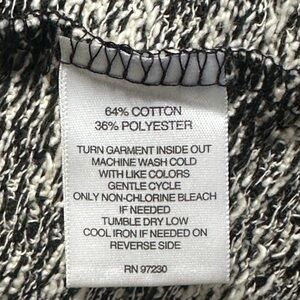 64% COTTON
36% POLYESTER
TURN GARMENT INSIDE OUT
MACHINE WASH COLD
WITH LIKE COLORS
GENTLE CYCLE
ONLY NON-CHLORINE BLEACH
IF NEEDED
TUMBLE DRY LOW
COOL IRON IF NEEDED ON
REVERSE SIDE
RN 97230